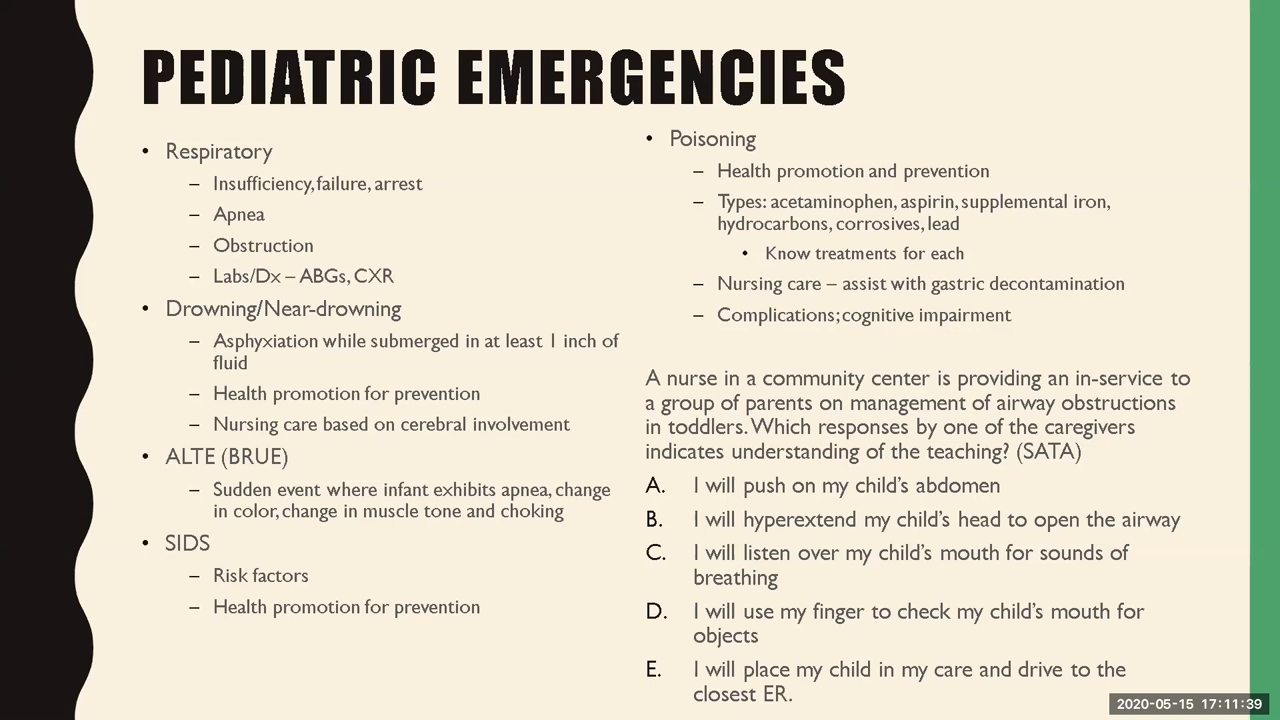 PEDIATRIC EMERGENCIES
• Respiratory
– Insufficiency, failure, arrest
– Apnea
– Obstruction
– Labs/Dx – ABGs, CXR
• Drowning/Near-drowning
– Asphyxiation while submerged in at least 1 inch of
fluid
– Health promotion for prevention
– Nursing care based on cerebral involvement
• ALTE (BRUE)
– Sudden event where infant exhibits apnea, change
in color, change in muscle tone and choking
• SIDS
– Risk factors
– Health promotion for prevention
• Poisoning
– Health promotion and prevention
– Types: acetaminophen, aspirin, supplemental iron,
hydrocarbons, corrosives, lead
• Know treatments for each
– Nursing care – assist with gastric decontamination
– Complications; cognitive impairment
A nurse in a community center is providing an in-service to
a group of parents on management of airway obstructions
in toddlers. Which responses by one of the caregivers
indicates understanding of the teaching? (SATA)
A. I will push on my child's abdomen
B. I will hyperextend my child's head to open the airway
C. I will listen over my child's mouth for sounds of
breathing
D. I will use my finger to check my child's mouth for
objects
E. I will place my child in my care and drive to the
closest ER.
2020-05-15 17:11:39